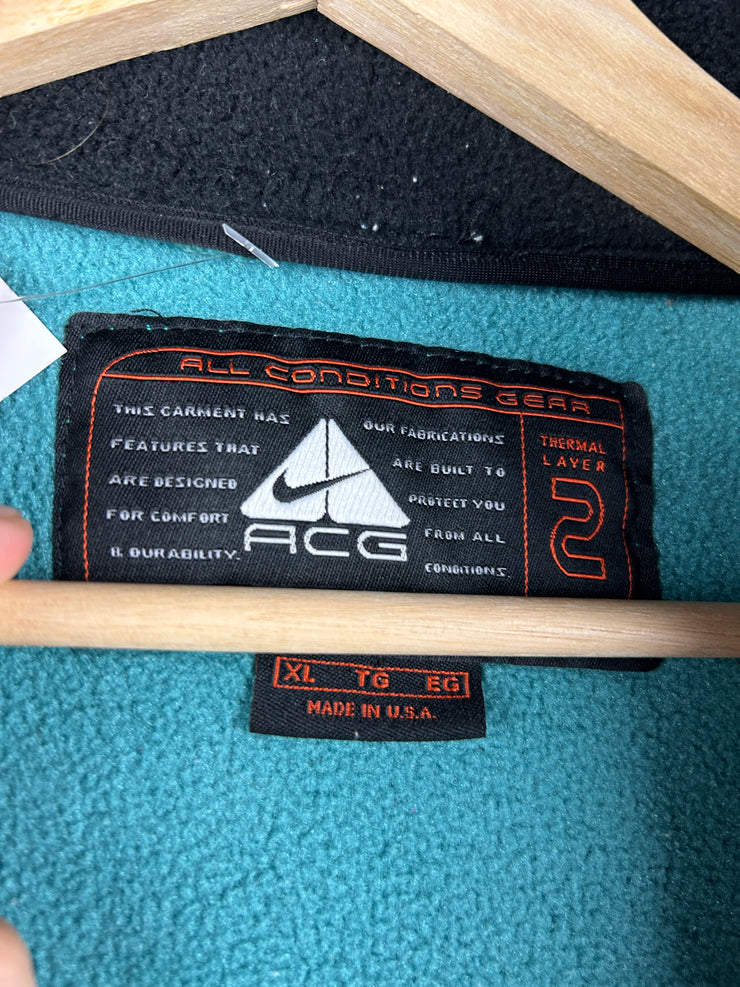 ALL CONDITIONS GEAR
THIS GARMENT HAS
FEATURES THAT
ARE DESIGNED
FOR COMFORT
& DURABILITY.
ACG
OUR FABRICATIONS
ARE BUILT TO
PROTECT YOU
FROM ALL
CONDITIONS.
THERMAL
LAYER
2
XL TG EG
MADE IN U.S.A.